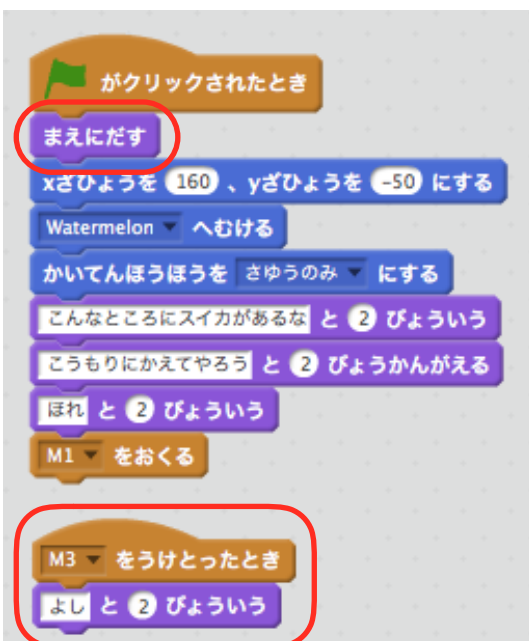 がクリックされたとき
まえにだす
xざひょうを 160 、yざひょうを -50 にする
Watermelon へむける
かいてんほうほうを さゆうのみ にする
こんなところにスイカがあるな と 2 びょういう
こうもりにかえてやろう と 2 びょうかんがえる
ほれ と 2 びょういう
M1 をおくる
M3 をうけとったとき
よし と 2 びょういう